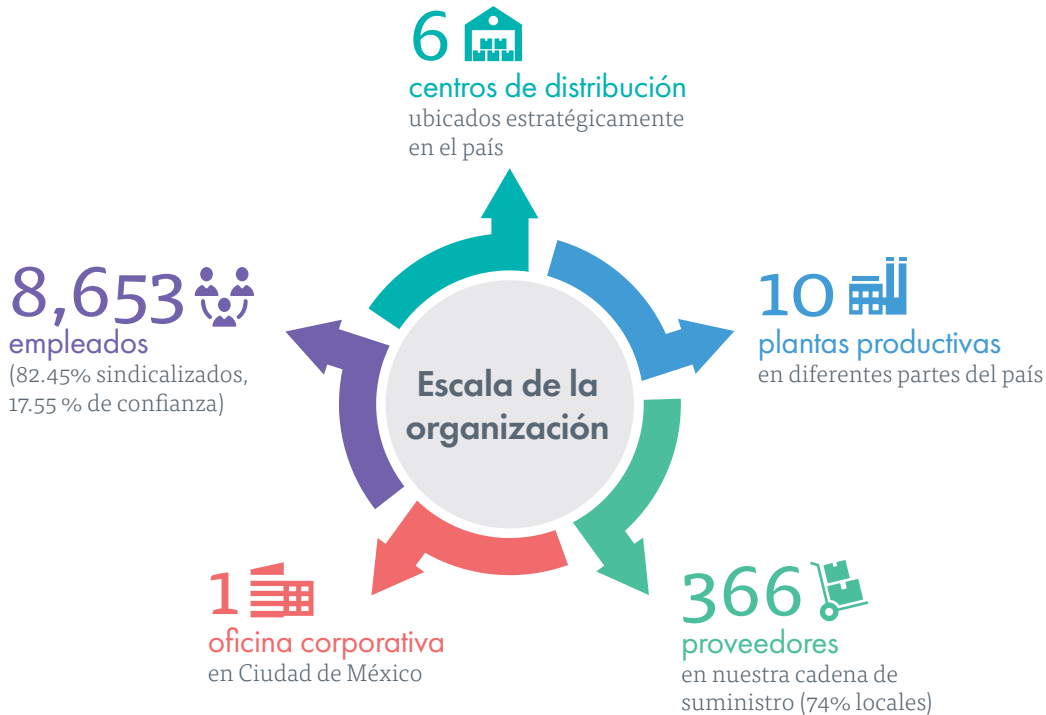 6
centros de distribución
ubicados estratégicamente
en el país
10
plantas productivas
en diferentes partes del país
366
proveedores
en nuestra cadena de
suministro (74% locales)
1
oficina corporativa
en Ciudad de México
8,653
empleados
(82.45% sindicalizados,
17.55 % de confianza)
Escala de la
organización